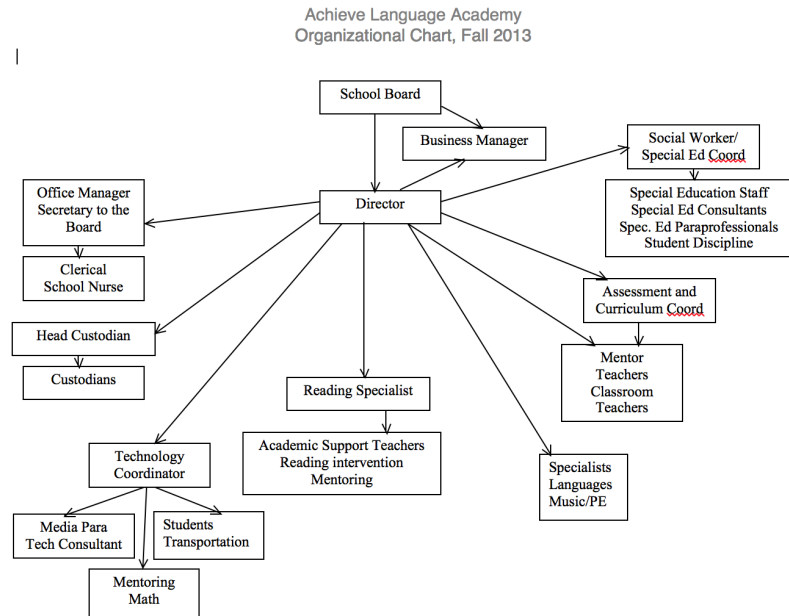 Achieve Language Academy
Organizational Chart, Fall 2013
School Board
Business Manager
Social Worker/
Special Ed Coord
Office Manager
Secretary to the
Board
Director
Special Education Staff
Special Ed Consultants
Spec. Ed Paraprofessionals
Student Discipline
Clerical
School Nurse
Assessment and
Curriculum Coord
Head Custodian
Custodians
Mentor
Teachers
Classroom
Teachers
Reading Specialist
Academic Support Teachers
Reading intervention
Mentoring
Technology
Coordinator
Specialists
Languages
Music/PE
Media Para
Tech Consultant
Students
Transportation
Mentoring
Math